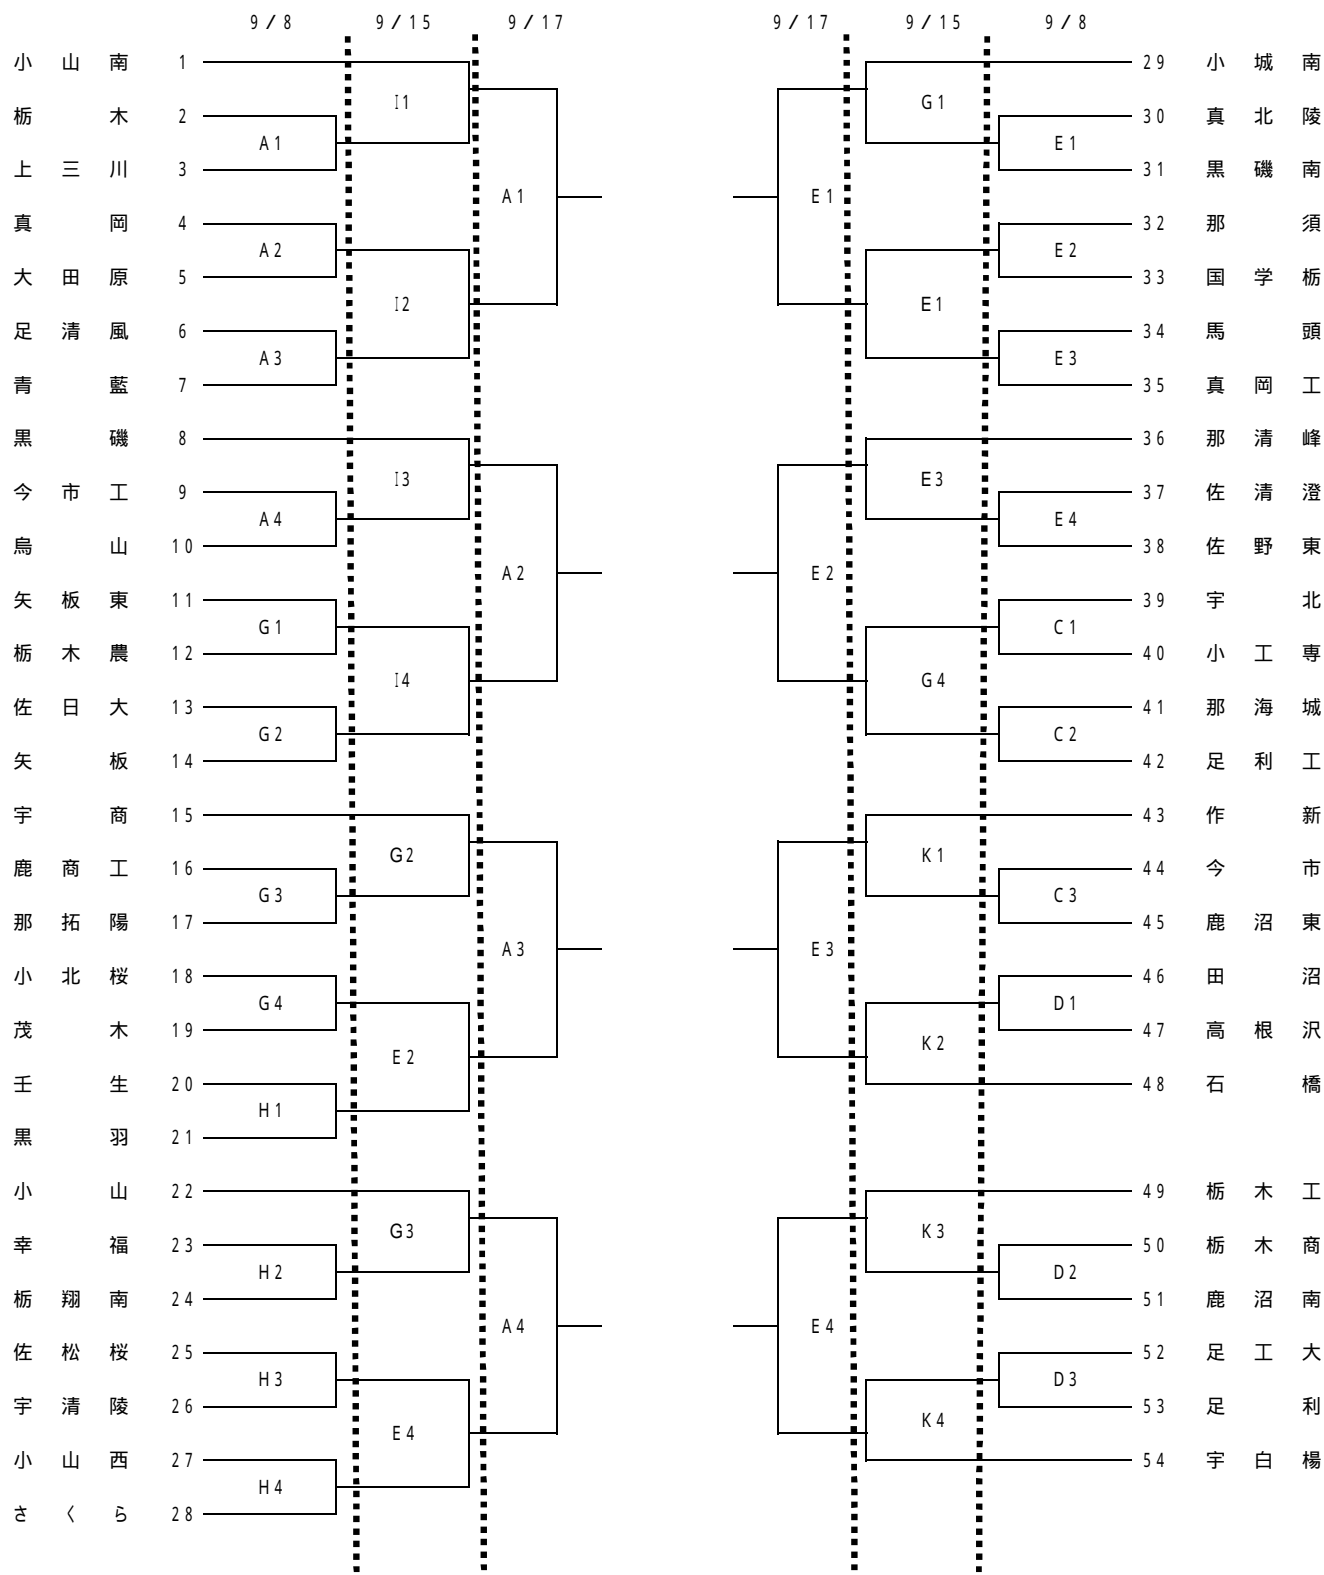 9/8 9/15 9/17 9/17 9/15 9/8
小山南 1 29 小城南
I1 G1
栃木 2 30 真北陵
A1 E1
上三川 3 31 黒磯南
A1 E1
真岡 4 32 那須
A2 E2
大田原 5 33 国学栃
I2 E1
足清風 6 34 馬頭
A3 E3
青藍 7 35 真岡工
黒磯 8 36 那清峰
I3 E3
今市工 9 37 佐清澄
A4 E4
烏山 10 38 佐野東
A2 E2
矢板東 11 39 宇北
G1 C1
栃木農 12 40 小工専
I4 G4
佐日大 13 41 那海城
G2 C2
矢板 14 42 足利工
宇商 15 43 作新
G2 K1
鹿商工 16 44 今市
G3 C3
那拓陽 17 45 鹿沼東
A3 E3
小北桜 18 46 田沼
G4 D1
茂木 19 47 高根沢
E2 K2
壬生 20 48 石橋
H1
黒羽 21
小山 22 49 栃木工
G3 K3
幸福 23 50 栃木商
H2 D2
栃翔南 24 51 鹿沼南
A4 E4
佐松桜 25 52 足工大
H3 D3
宇清陵 26 53 足利
E4 K4
小山西 27 54 宇白楊
H4
さくら 28